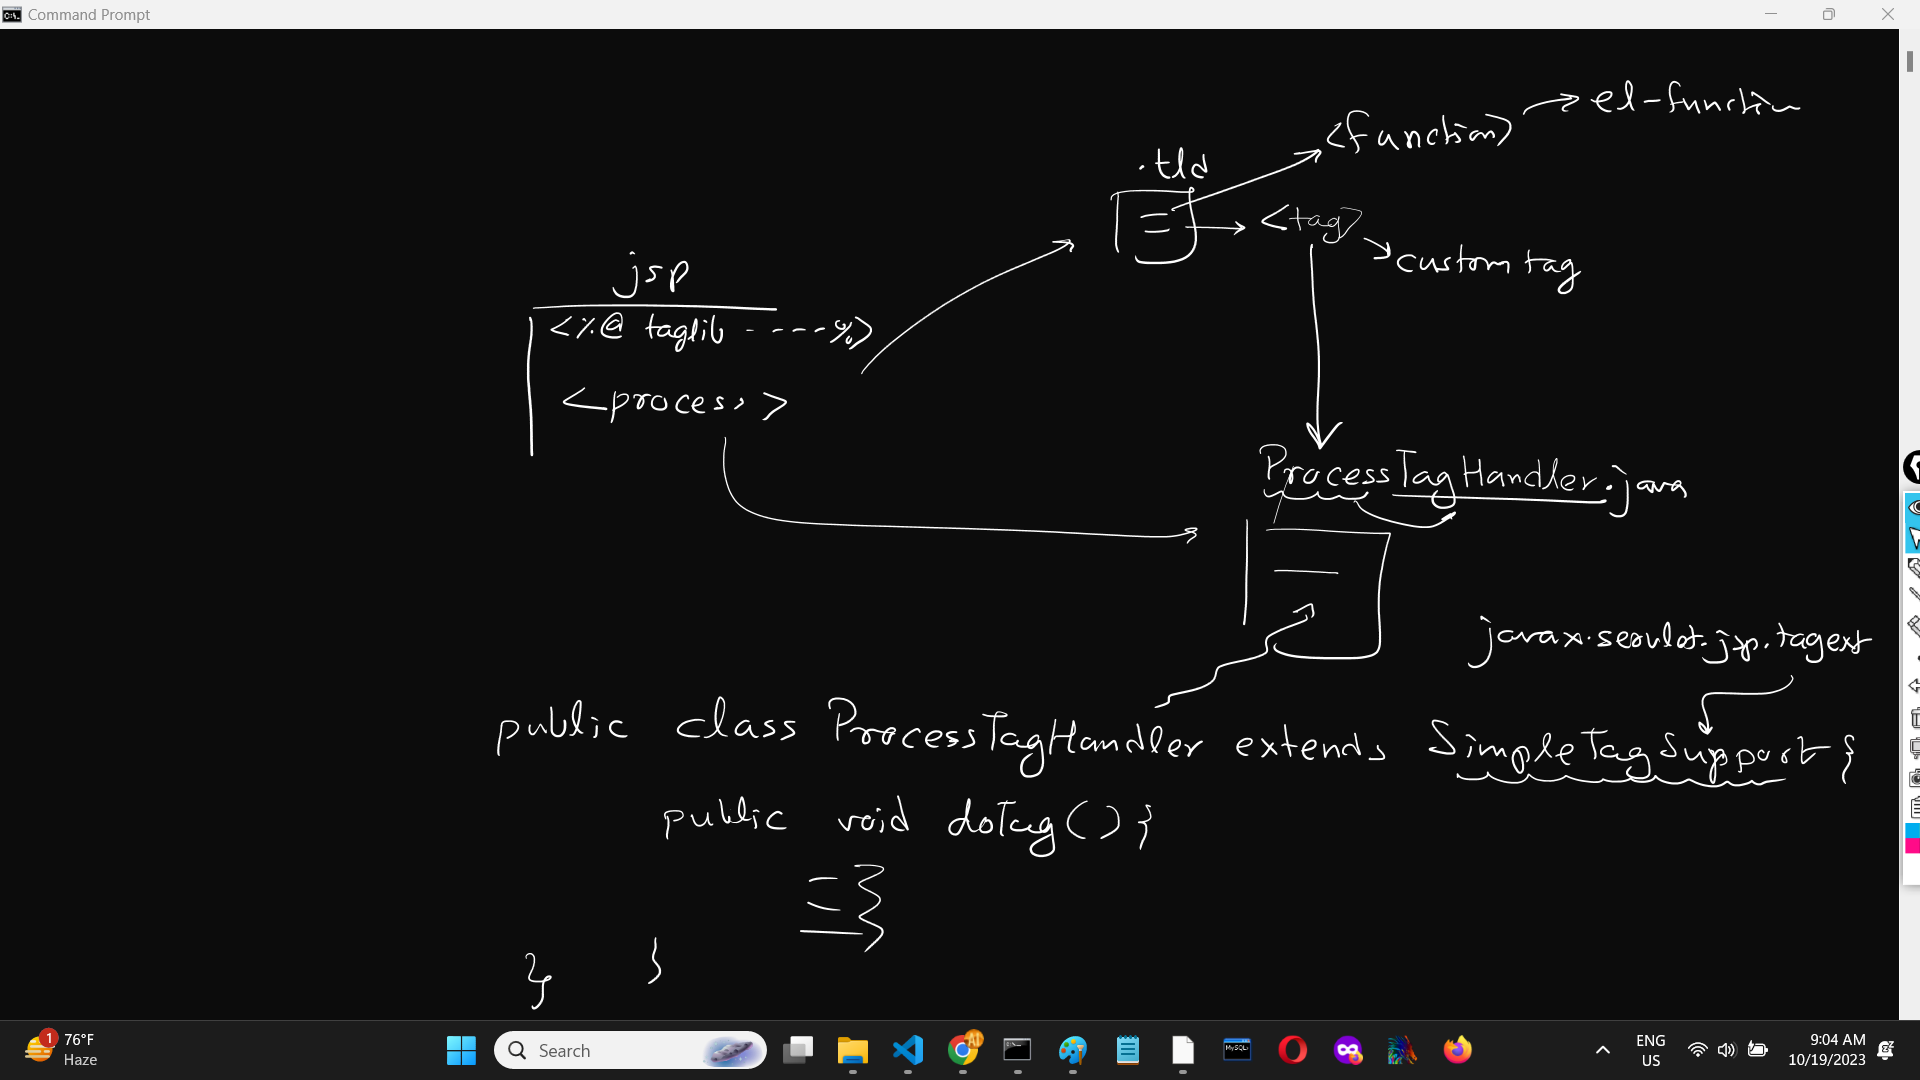 Command Prompt
el-function
<function>
.tld
<tag>
custom tag
jsp
<%@ taglib ----%>
<process>
ProcessTagHandler.java
javax.servlet.jsp.tagext
public class ProcessTagHandler extends SimpleTagSupport {
public void doTag() {
}
}
1
76°F
Haze
Search
MySQL
ENG
US
9:04 AM
10/19/2023